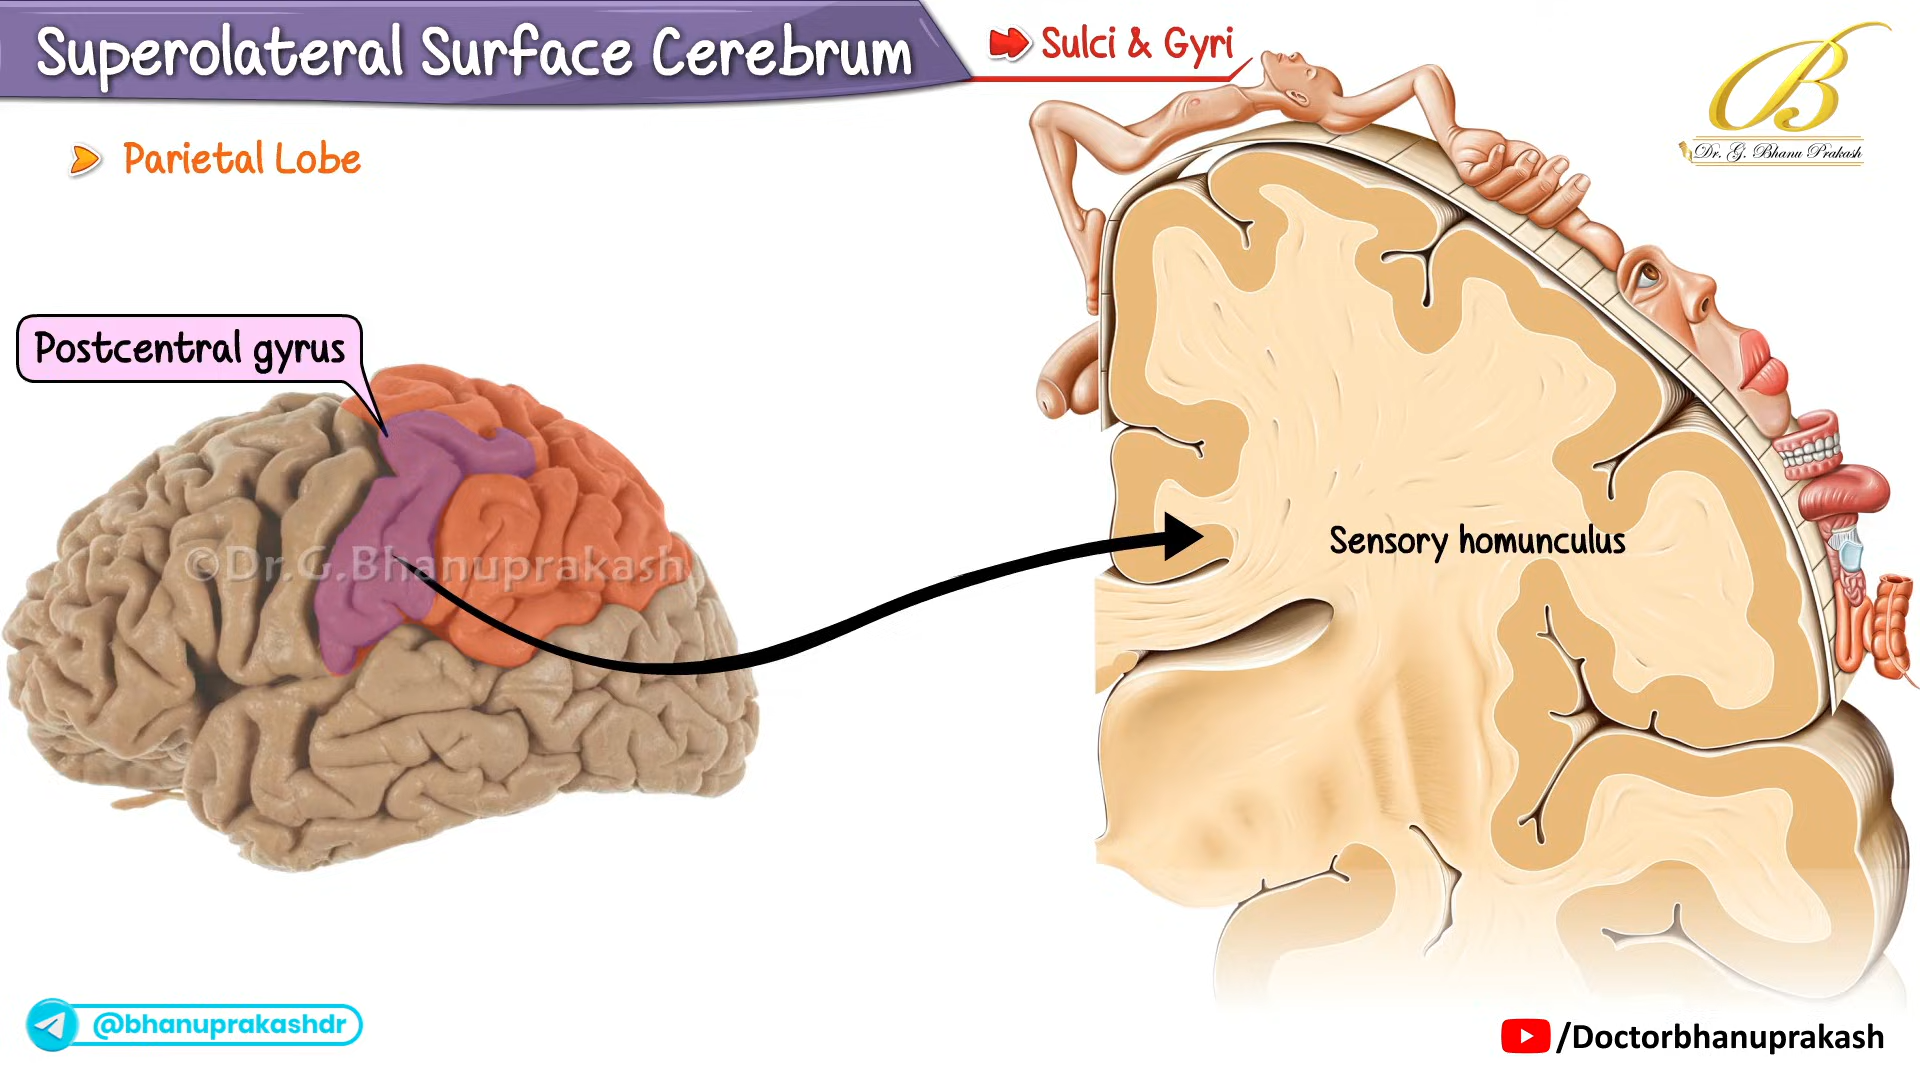 Superolateral Surface Cerebrum
Sulci & Gyri
B
Dr. G. Bhanu Prakash
Parietal Lobe
Postcentral gyrus
©Dr.G.Bhanuprakash
Sensory homunculus
@bhanuprakashdr
/Doctorbhanuprakash